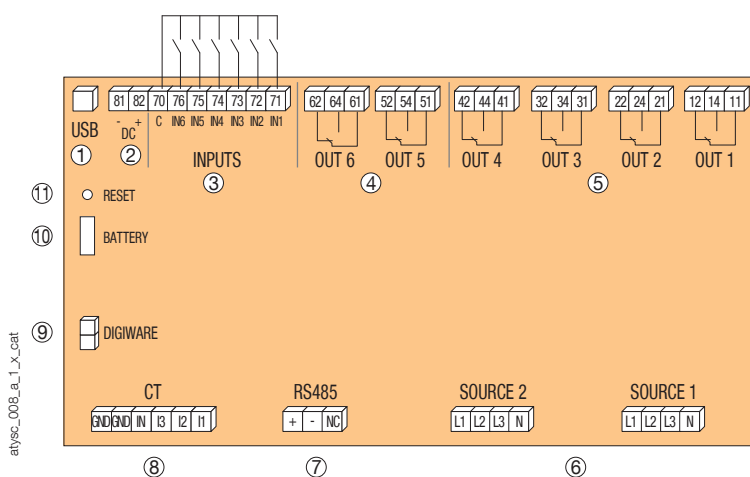 81 82 70 76 75 74 73 72 71 62 64 61 52 54 51 42 44 41 32 34 31 22 24 21 12 14 11
USB - DC + C IN6 IN5 IN4 IN3 IN2 IN1
INPUTS OUT 6 OUT 5 OUT 4 OUT 3 OUT 2 OUT 1
1 2 3 4 5
11 RESET
10 BATTERY
9 DIGIWARE
CT RS485 SOURCE 2 SOURCE 1
GND GND IN I3 I2 I1 + - NC L1 L2 L3 N L1 L2 L3 N
8 7 6
atysc_008_a_1_x_cat